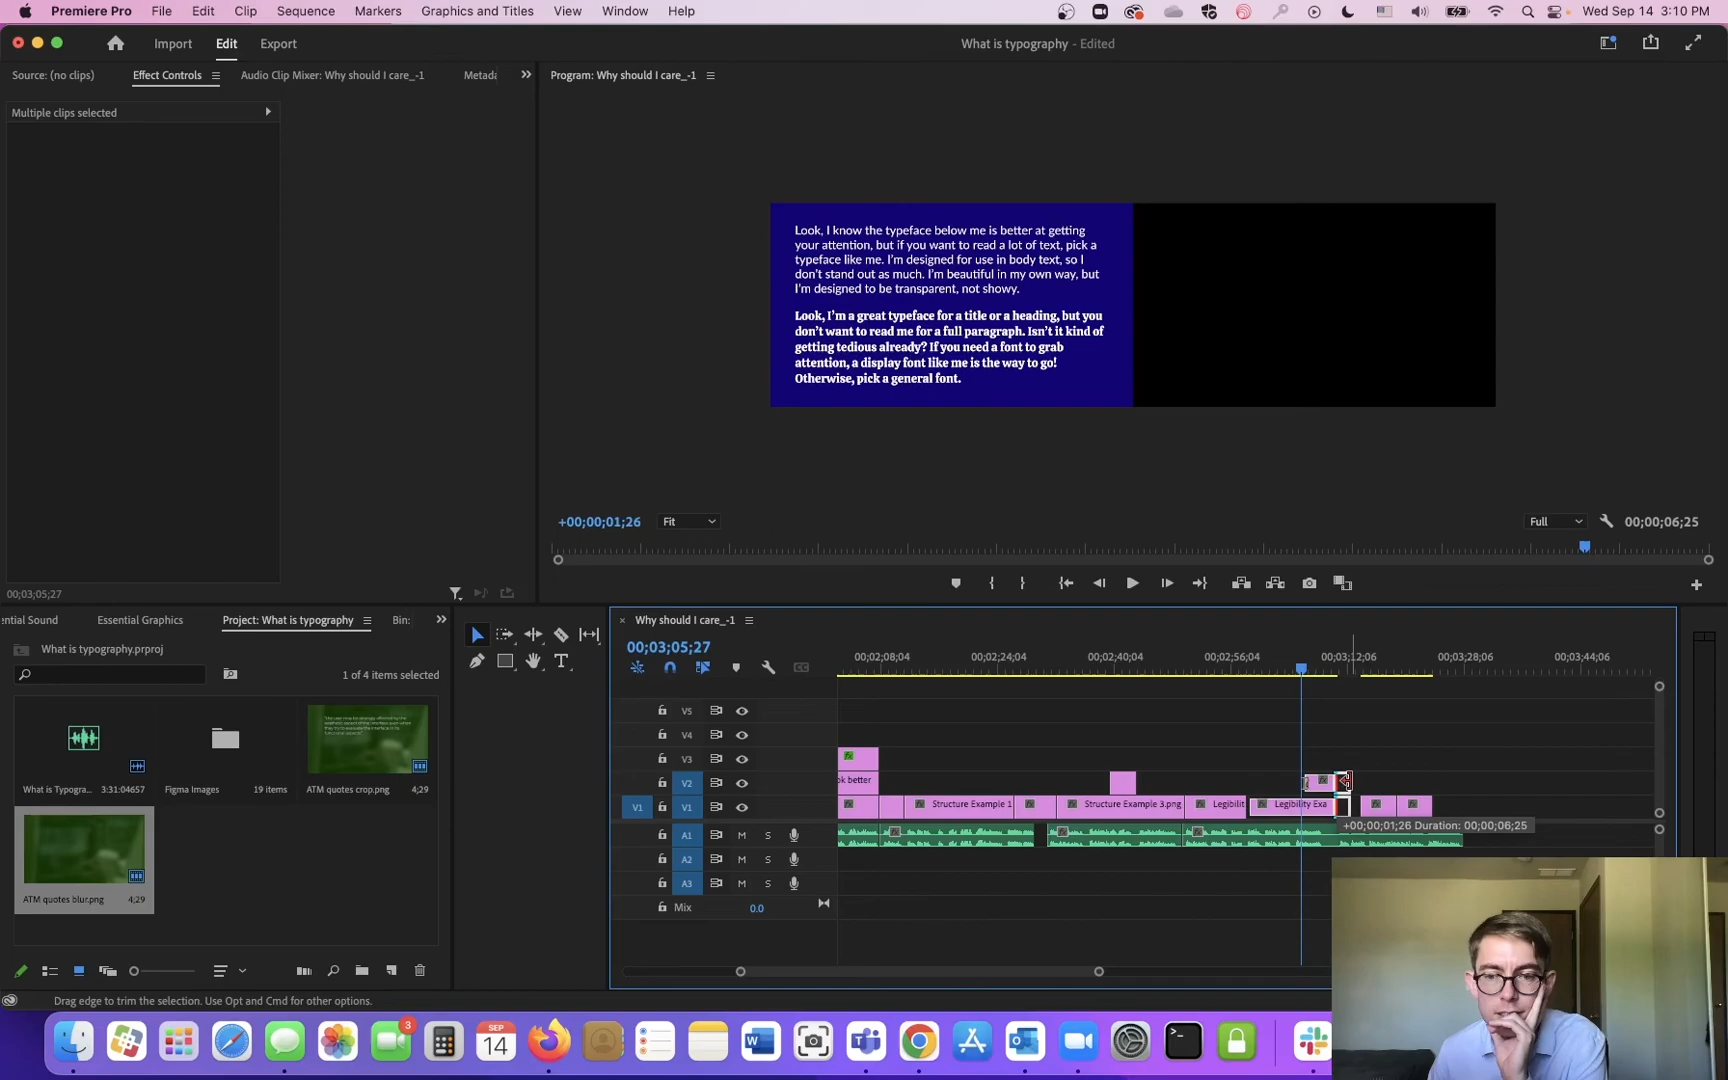 Premiere Pro File Edit Clip Sequence Markers Graphics and Titles View Window Help Wed Sep 14 3:10 PM
Import Edit Export What is typography - Edited
Source: (no clips) Effect Controls Audio Clip Mixer: Why should I care_-1 Metada Program: Why should I care_-1
Multiple clips selected
Look, I know the typeface below me is better at getting
your attention, but if you want to read a lot of text, pick a
typeface like me. I'm designed for use in body text, so I
don't stand out as much. I'm beautiful in my own way, but
I'm designed to be transparent, not showy.
Look, I'm a great typeface for a title or a heading, but you
don't want to read me for a full paragraph. Isn't it kind of
getting tedious already? If you need a font to grab
attention, a display font like me is the way to go!
Otherwise, pick a general font.
+00;00;01;26 Fit Full 00;00;06;25
00;03;05;27
ential Sound Essential Graphics Project: What is typography Bin:
What is typography.prproj
1 of 4 items selected
What is Typogra... 3:31:04657 Figma Images 19 items ATM quotes crop.png 4;29
ATM quotes blur.png 4;29
Why should I care_-1
00;03;05;27
00;02;08;04 00;02;24;04 00;02;40;04 00;02;56;04 00;03;12;06 00;03;28;06 00;03;44;06
V5
V4
V3
V2 ok better
V1 V1 Structure Example 1 Structure Example 3.png Legibilit Legibility Exa
+00;00;01;26 Duration: 00;00;06;25
A1 M S
A2 M S
A3 M S
Mix 0.0
Drag edge to trim the selection. Use Opt and Cmd for other options.
3 SEP
14